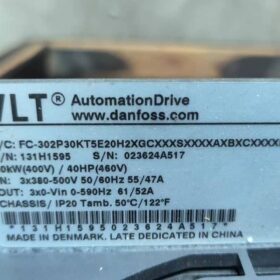 VLT® AutomationDrive
www.danfoss.com
/C: FC-302P30KT5E20H2XGCXXXSXXXXAXBXCXXXX
/N: 131H1595 S/N: 023624A517
0kW(400V) / 40HP(460V)
N: 3x380-500V 50/60Hz 55/47A
OUT: 3x0-Vin 0-590Hz 61/52A
CHASSIS/ IP20 Tamb. 50°C/122°F
*131H1595023624A517*
MADE IN DENMARK, LATE DEDICATED IN CHINA